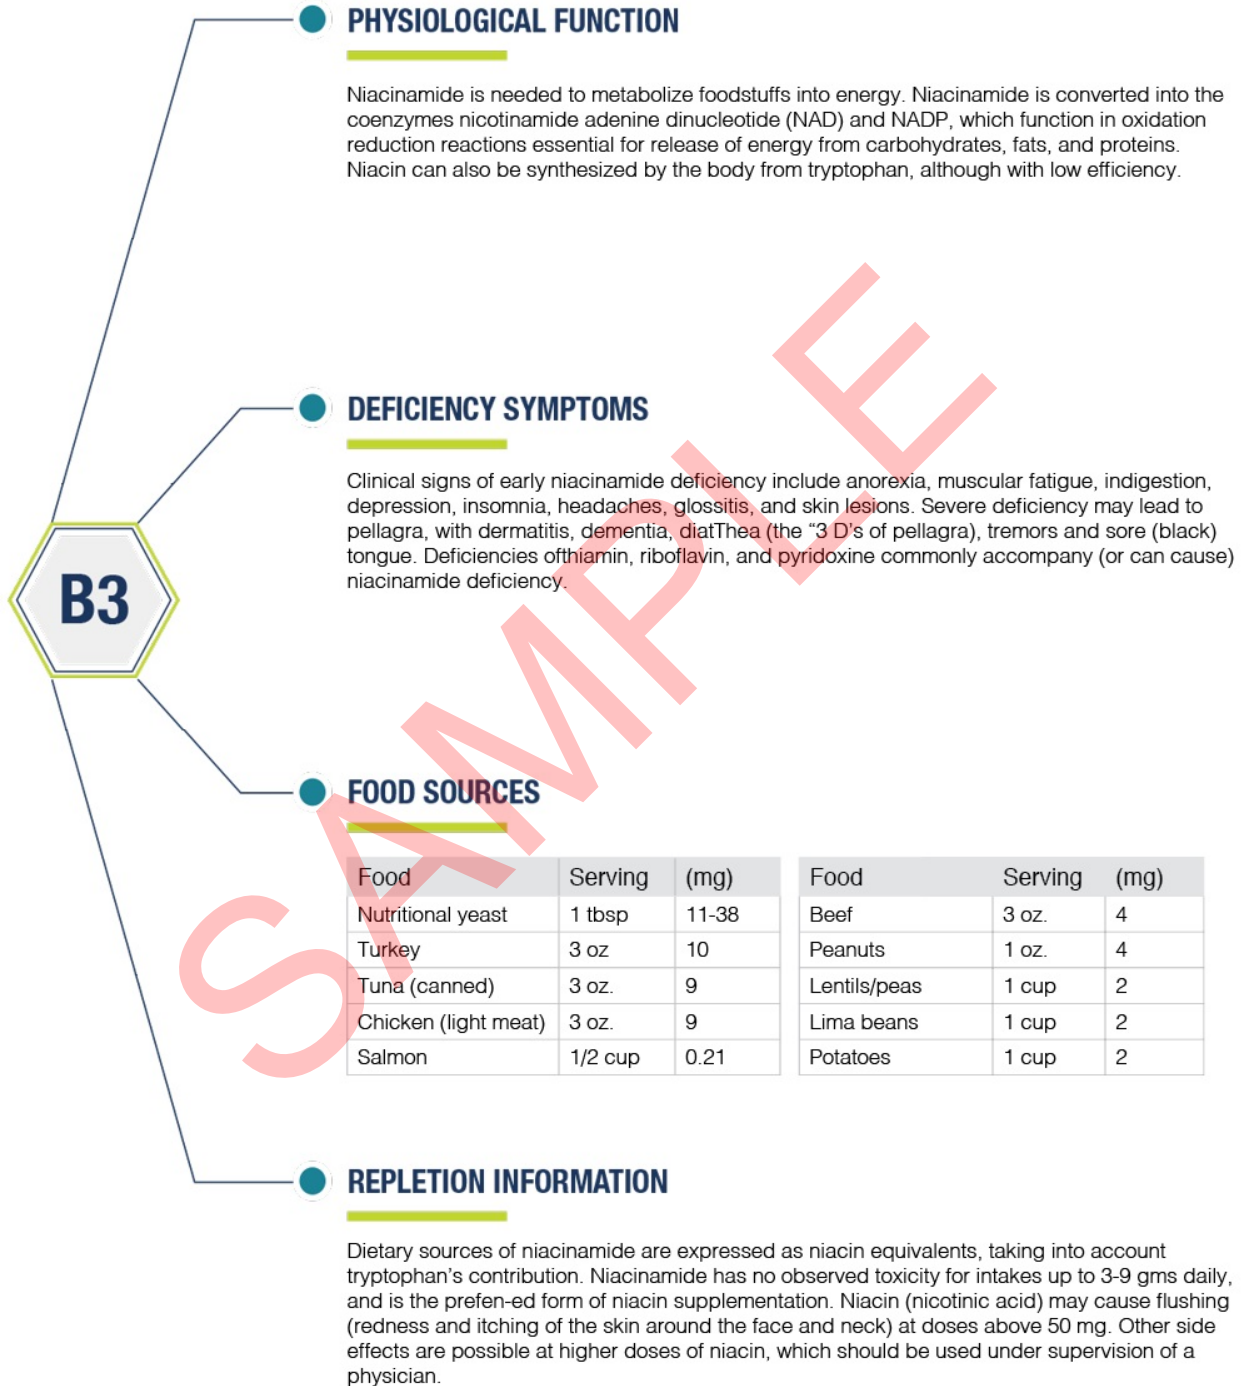 PHYSIOLOGICAL FUNCTION
Niacinamide is needed to metabolize foodstuffs into energy. Niacinamide is converted into the
coenzymes nicotinamide adenine dinucleotide (NAD) and NADP, which function in oxidation
reduction reactions essential for release of energy from carbohydrates, fats, and proteins.
Niacin can also be synthesized by the body from tryptophan, although with low efficiency.
DEFICIENCY SYMPTOMS
Clinical signs of early niacinamide deficiency include anorexia, muscular fatigue, indigestion,
depression, insomnia, headaches, glossitis, and skin lesions. Severe deficiency may lead to
pellagra, with dermatitis, dementia, diatThea (the “3 D’s of pellagra), tremors and sore (black)
tongue. Deficiencies ofthiamin, riboflavin, and pyridoxine commonly accompany (or can cause)
niacinamide deficiency.
B3
FOOD SOURCES
Food Serving (mg) Food Serving (mg)
Nutritional yeast 1 tbsp 11-38 Beef 3 oz. 4
Turkey 3 oz 10 Peanuts 1 oz. 4
Tuna (canned) 3 oz. 9 Lentils/peas 1 cup 2
Chicken (light meat) 3 oz. 9 Lima beans 1 cup 2
Salmon 1/2 cup 0.21 Potatoes 1 cup 2
REPLETION INFORMATION
Dietary sources of niacinamide are expressed as niacin equivalents, taking into account
tryptophan’s contribution. Niacinamide has no observed toxicity for intakes up to 3-9 gms daily,
and is the prefen-ed form of niacin supplementation. Niacin (nicotinic acid) may cause flushing
(redness and itching of the skin around the face and neck) at doses above 50 mg. Other side
effects are possible at higher doses of niacin, which should be used under supervision of a
physician.
SAMPLE